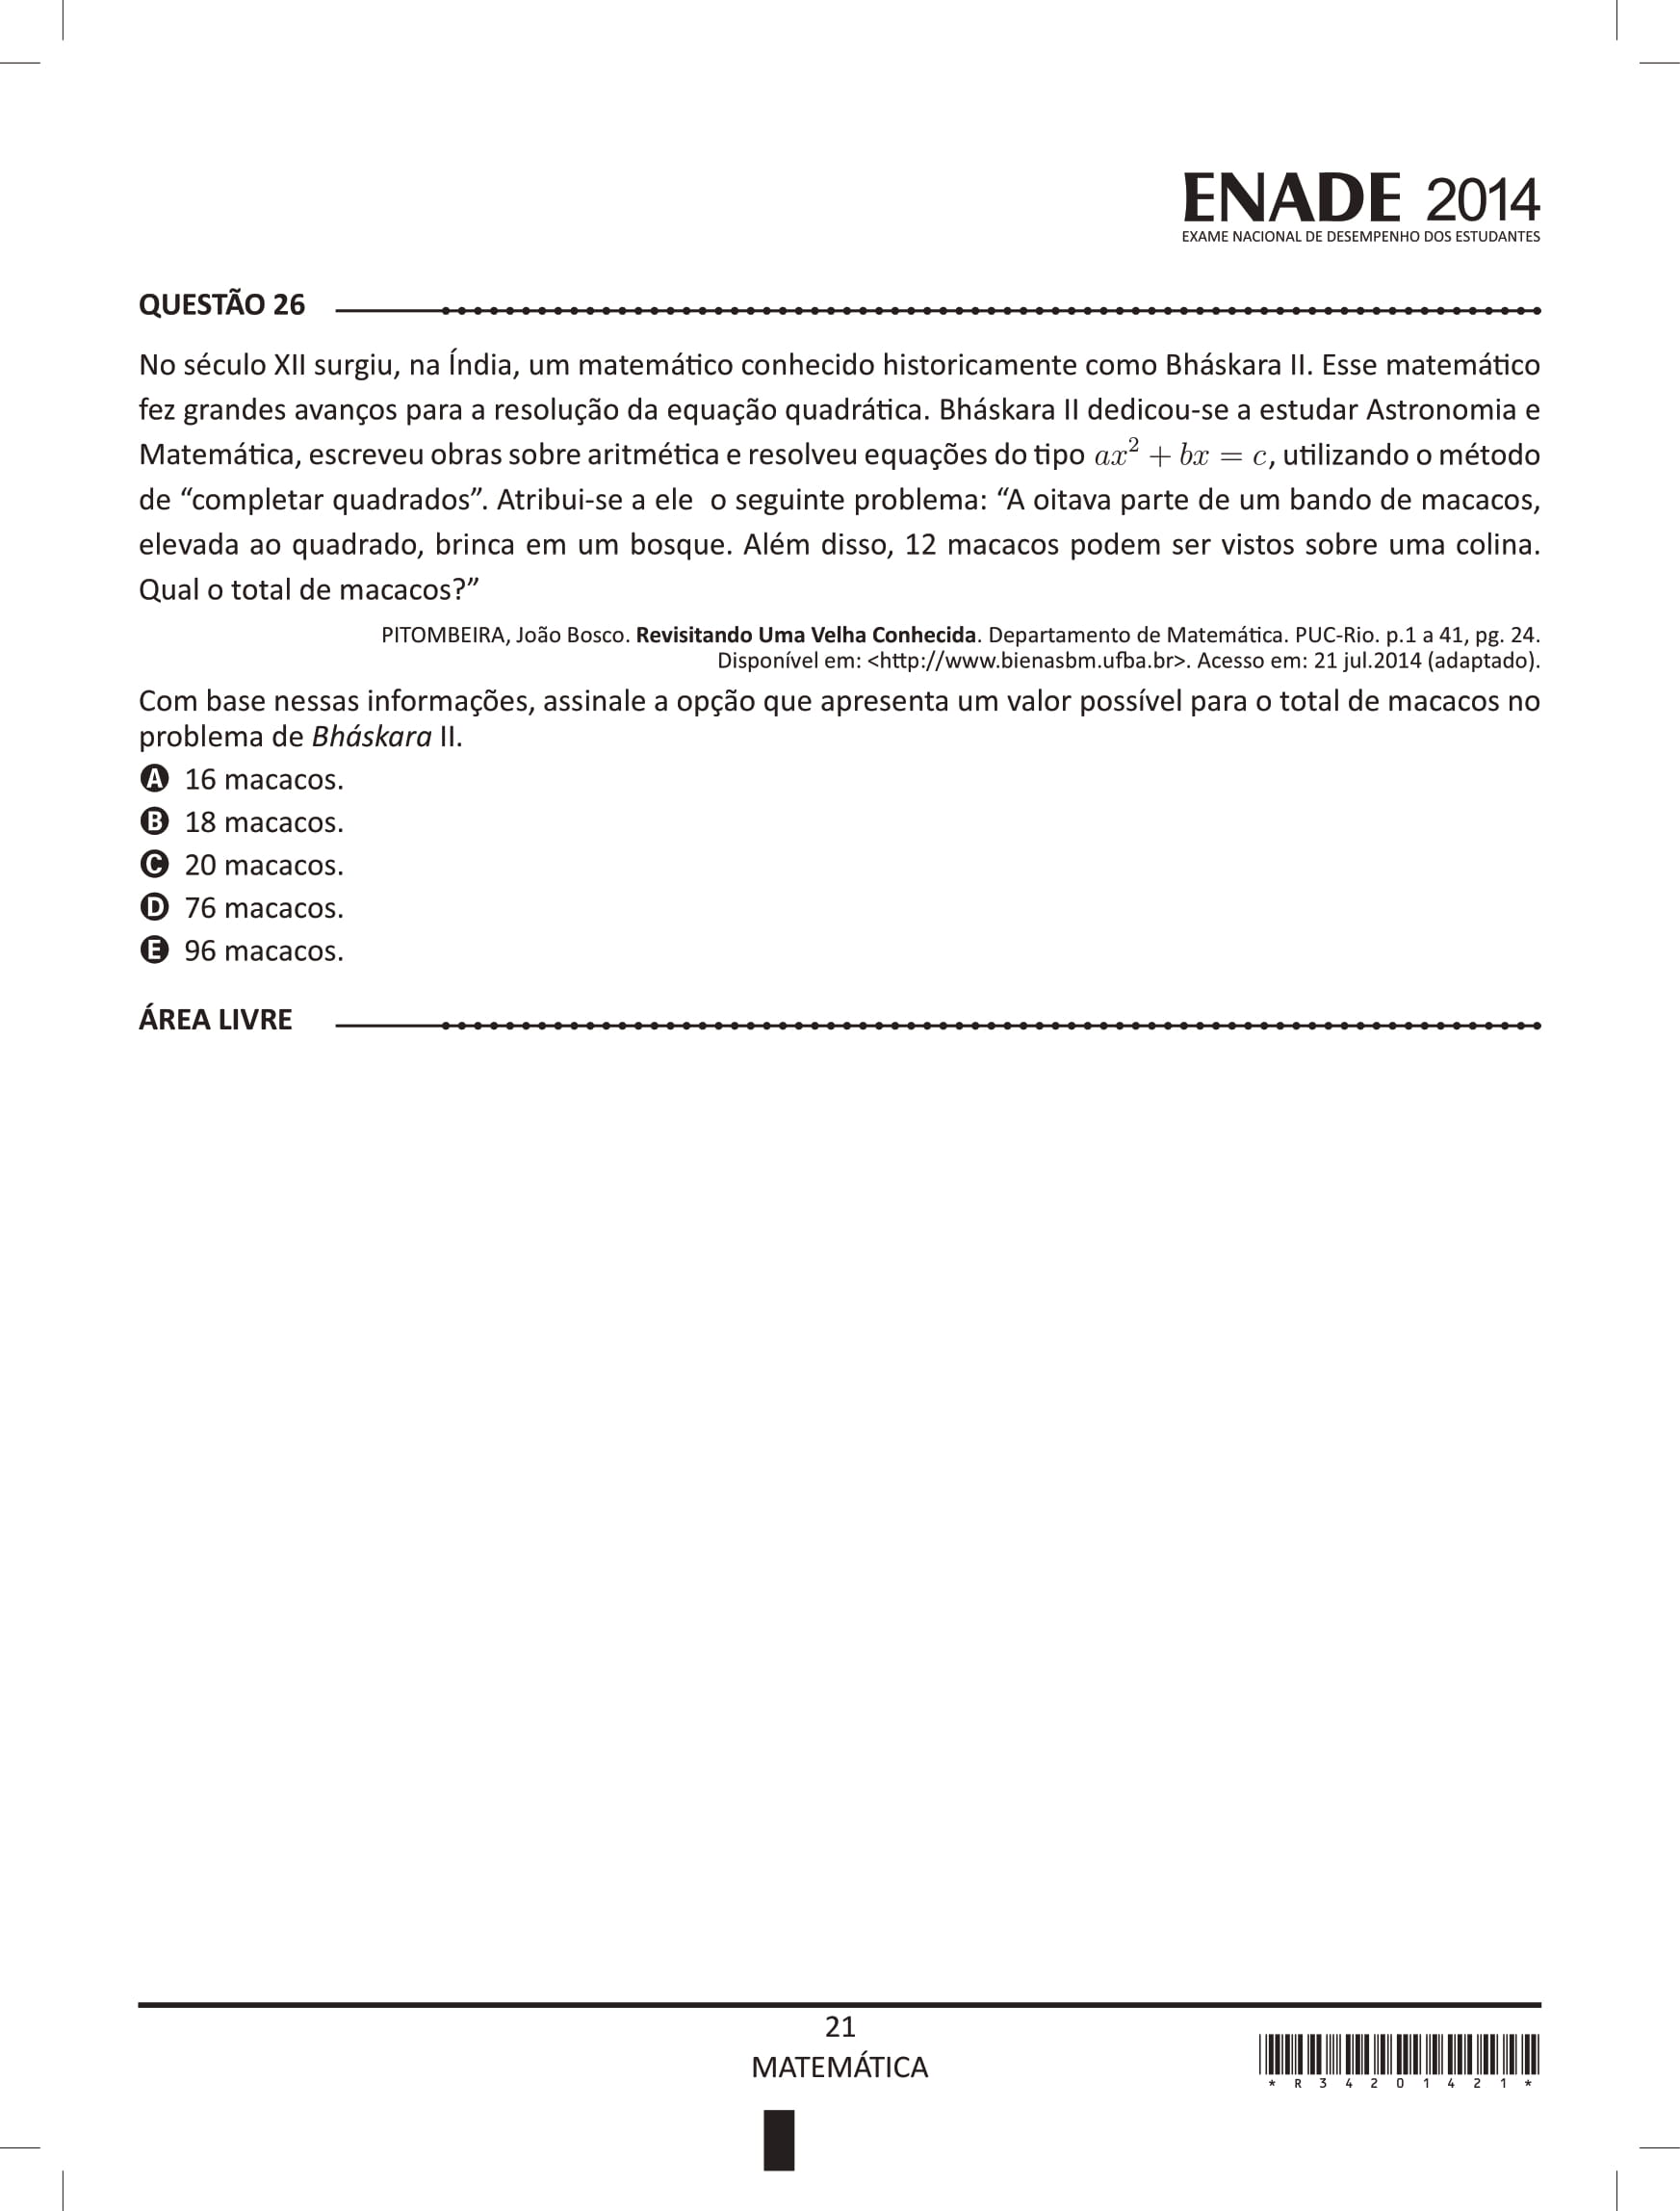 ENADE 2014
EXAME NACIONAL DE DESEMPENHO DOS ESTUDANTES
QUESTÃO 26
No século XII surgiu, na Índia, um matemático conhecido historicamente como Bháskara II. Esse matemático
fez grandes avanços para a resolução da equação quadrática. Bháskara II dedicou-se a estudar Astronomia e
Matemática, escreveu obras sobre aritmética e resolveu equações do tipo ax² + bx = c, utilizando o método
de “completar quadrados”. Atribui-se a ele o seguinte problema: “A oitava parte de um bando de macacos,
elevada ao quadrado, brinca em um bosque. Além disso, 12 macacos podem ser vistos sobre uma colina.
Qual o total de macacos?”
PITOMBEIRA, João Bosco. Revisitando Uma Velha Conhecida. Departamento de Matemática. PUC-Rio. p.1 a 41, pg. 24.
Disponível em: <http://www.bienasbm.ufba.br>. Acesso em: 21 jul.2014 (adaptado).
Com base nessas informações, assinale a opção que apresenta um valor possível para o total de macacos no
problema de Bháskara II.
A 16 macacos.
B 18 macacos.
C 20 macacos.
D 76 macacos.
E 96 macacos.
ÁREA LIVRE
21
MATEMÁTICA
* R 3 4 2 0 1 4 2 1 *